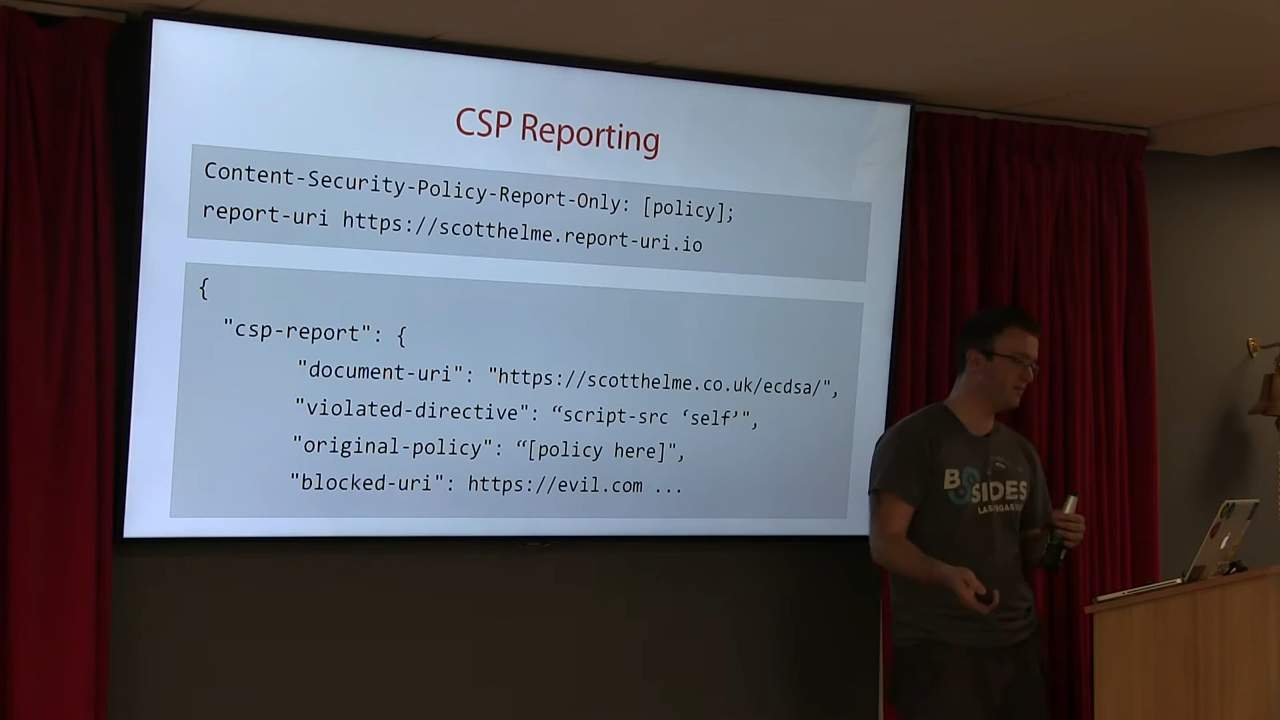 CSP Reporting
Content-Security-Policy-Report-Only: [policy];
report-uri https://scotthelme.report-uri.io
{
"csp-report": {
"document-uri": "https://scotthelme.co.uk/ecdsa/",
"violated-directive": “script-src ‘self’",
"original-policy": “[policy here]",
"blocked-uri": https://evil.com ...
BSIDES